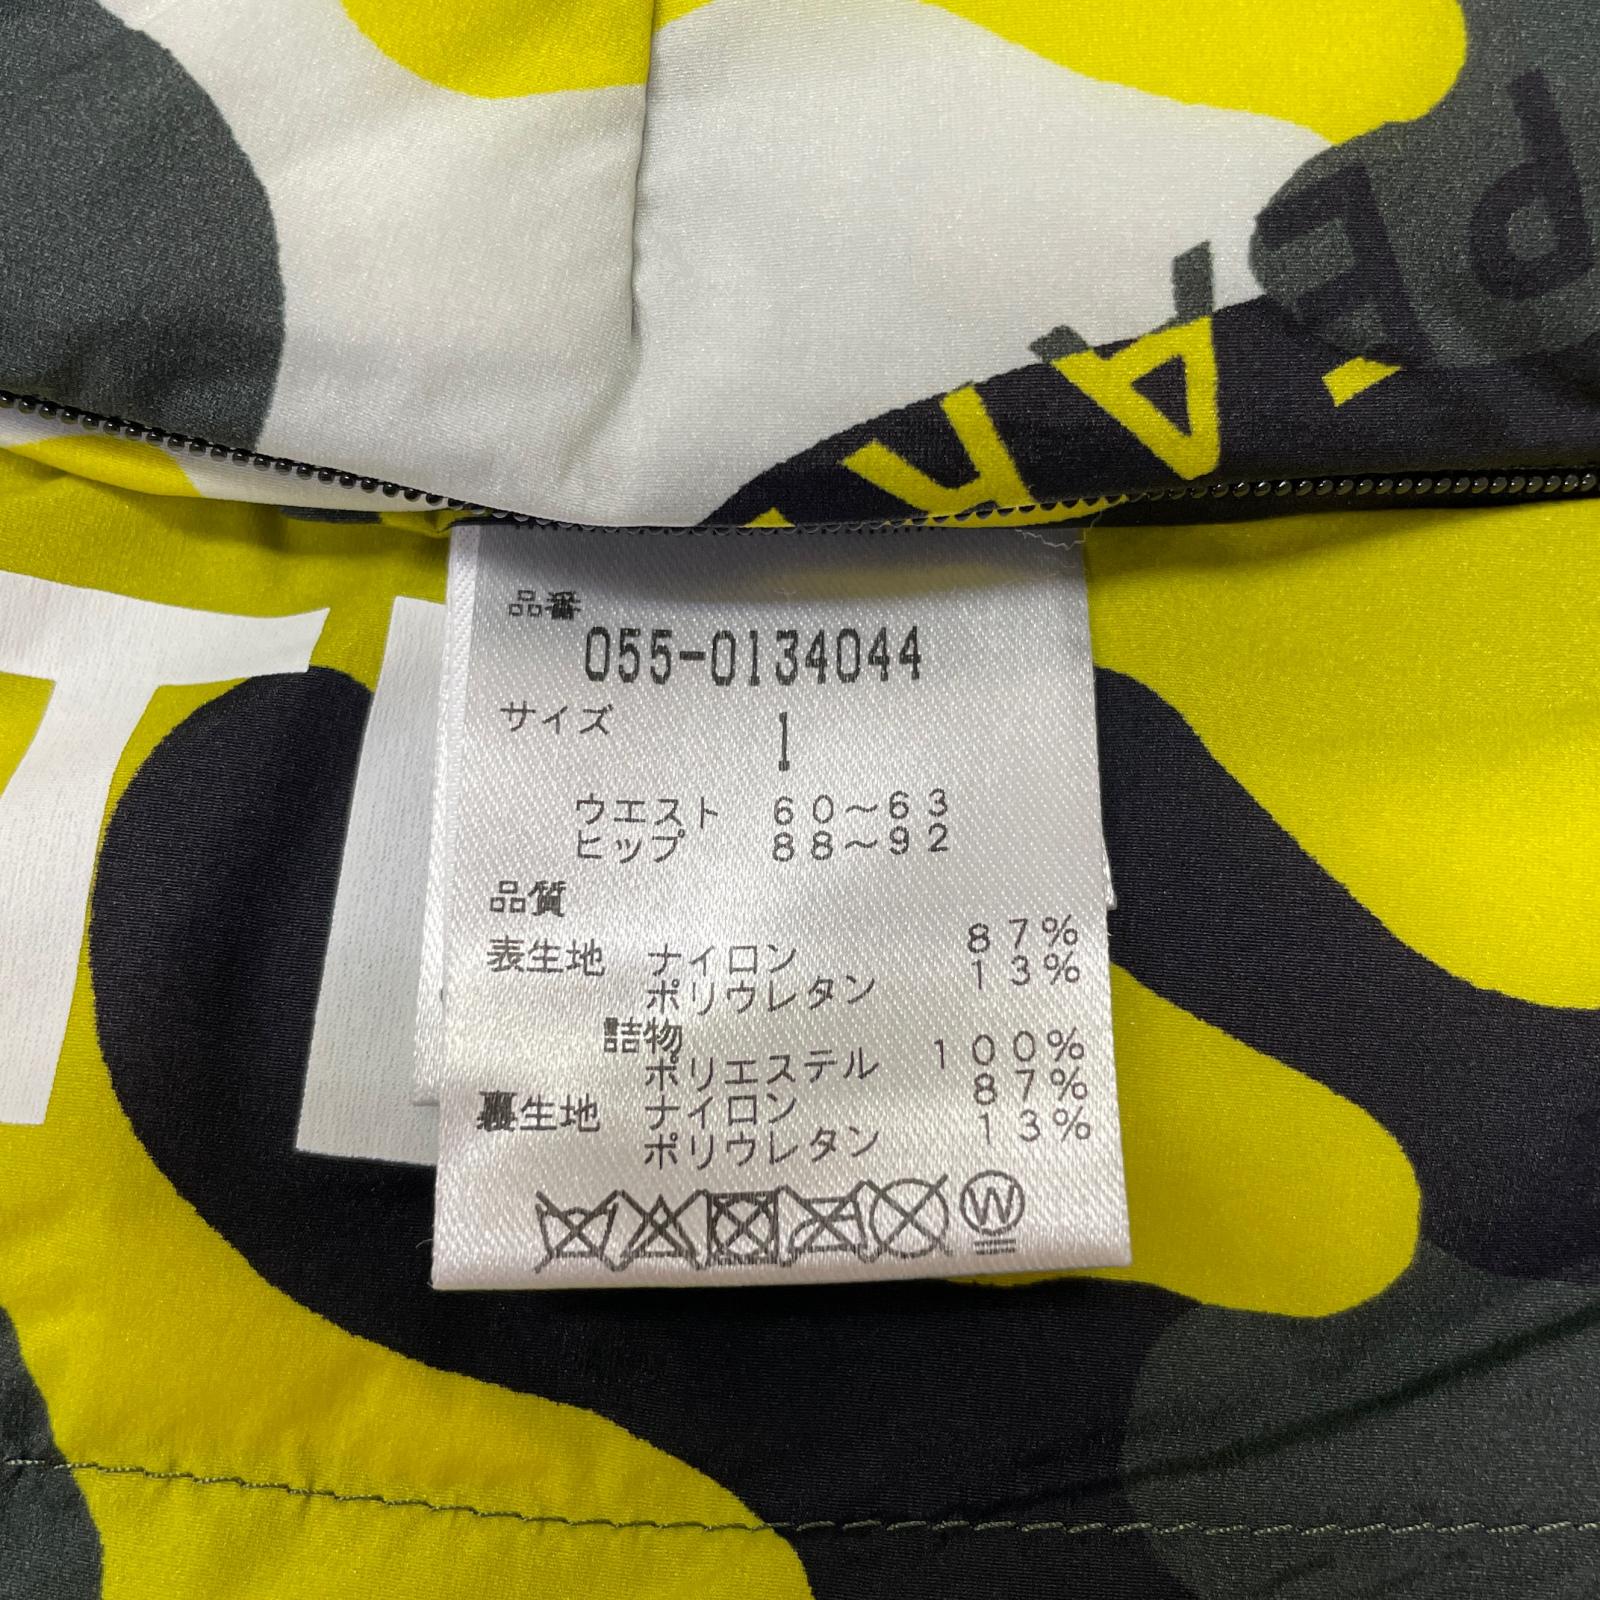 品番
055-0134044
サイズ 1
ウエスト 60～63
ヒップ 88～92
品質
表生地 ナイロン 87%
ポリウレタン 13%
詰物
ポリエステル 100%
裏生地 ナイロン 87%
ポリウレタン 13%
W